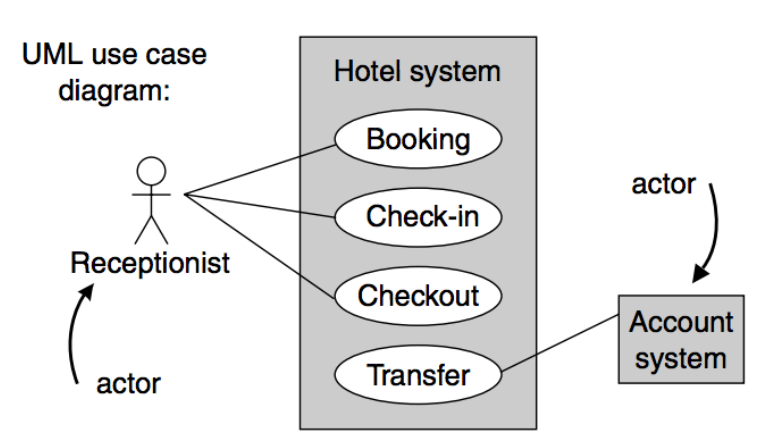 UML use case
diagram:
Hotel system
Booking
Check-in
Checkout
Transfer
Receptionist
actor
actor
Account
system